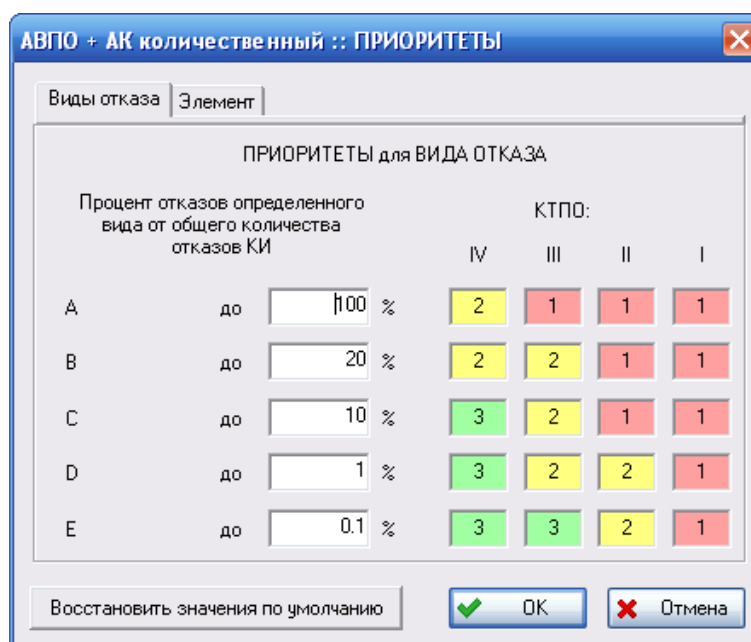 АВПО + АК количественный :: ПРИОРИТЕТЫ
Виды отказа Элемент
ПРИОРИТЕТЫ для ВИДА ОТКАЗА
Процент отказов определенного
вида от общего количества
отказов КИ
КТПО:
IV III II I
A до 100 % 2 1 1 1
B до 20 % 2 2 1 1
C до 10 % 3 2 1 1
D до 1 % 3 2 2 1
E до 0.1 % 3 3 2 1
Восстановить значения по умолчанию OK Отмена